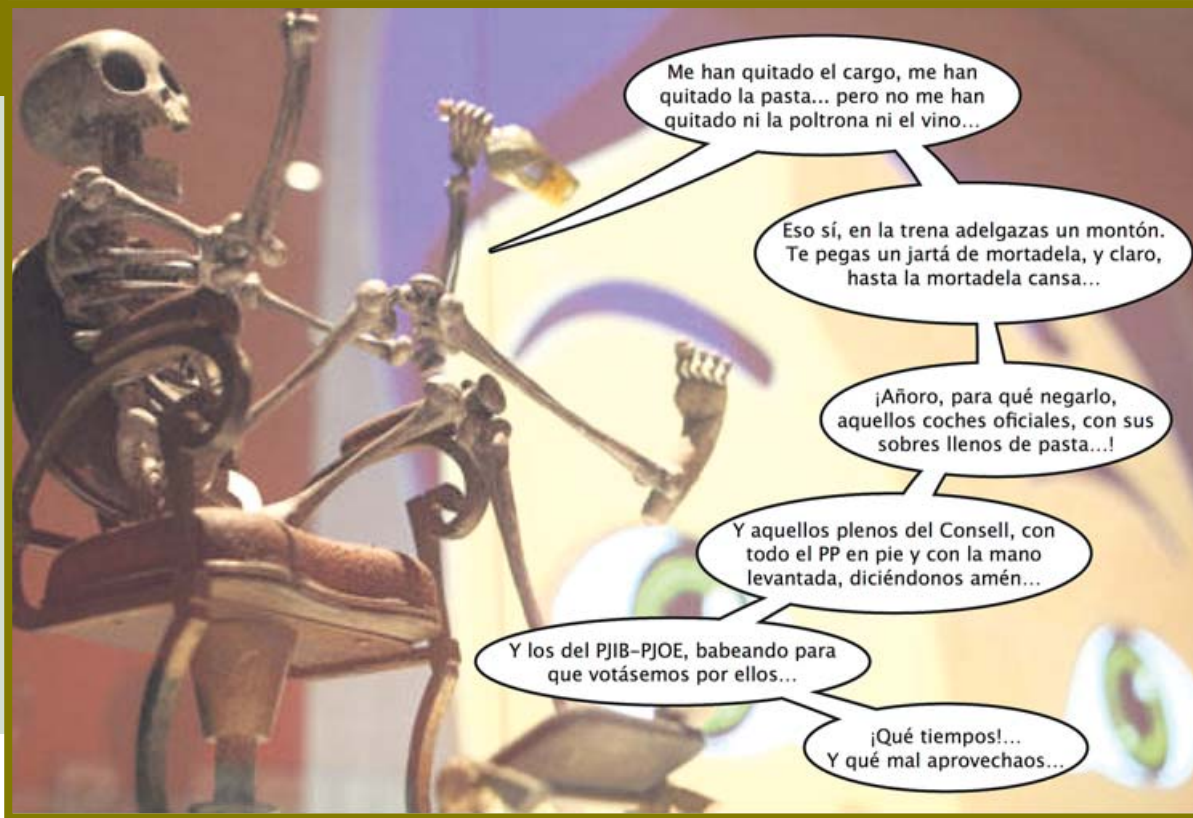 Me han quitado el cargo, me han
quitado la pasta... pero no me han
quitado ni la poltrona ni el vino...
Eso sí, en la trena adelgazas un montón.
Te pegas un jartá de mortadela, y claro,
hasta la mortadela cansa...
¡Añoro, para qué negarlo,
aquellos coches oficiales, con sus
sobres llenos de pasta...!
Y aquellos plenos del Consell, con
todo el PP en pie y con la mano
levantada, diciéndonos amén...
Y los del PJIB-PJOE, babeando para
que votásemos por ellos...
¡Qué tiempos!...
Y qué mal aprovechaos...